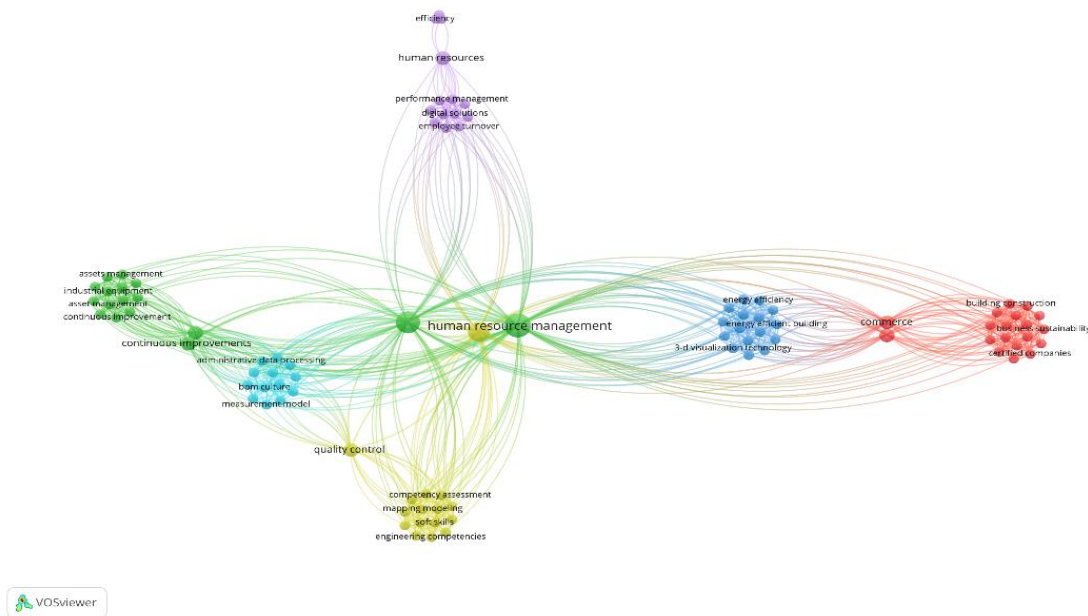 efficiency
human resources
performance management
digital solutions
employee turnover
assets management
industrial equipment
asset management
continuous improvement
continuous improvements
administrative data processing
bom culture
measurement model
human resource management
energy efficiency
energy efficient building
3-d visualization technology
commerce
building construction
business sustainability
certified companies
quality control
competency assessment
mapping modeling
soft skills
engineering competencies
VOSviewer